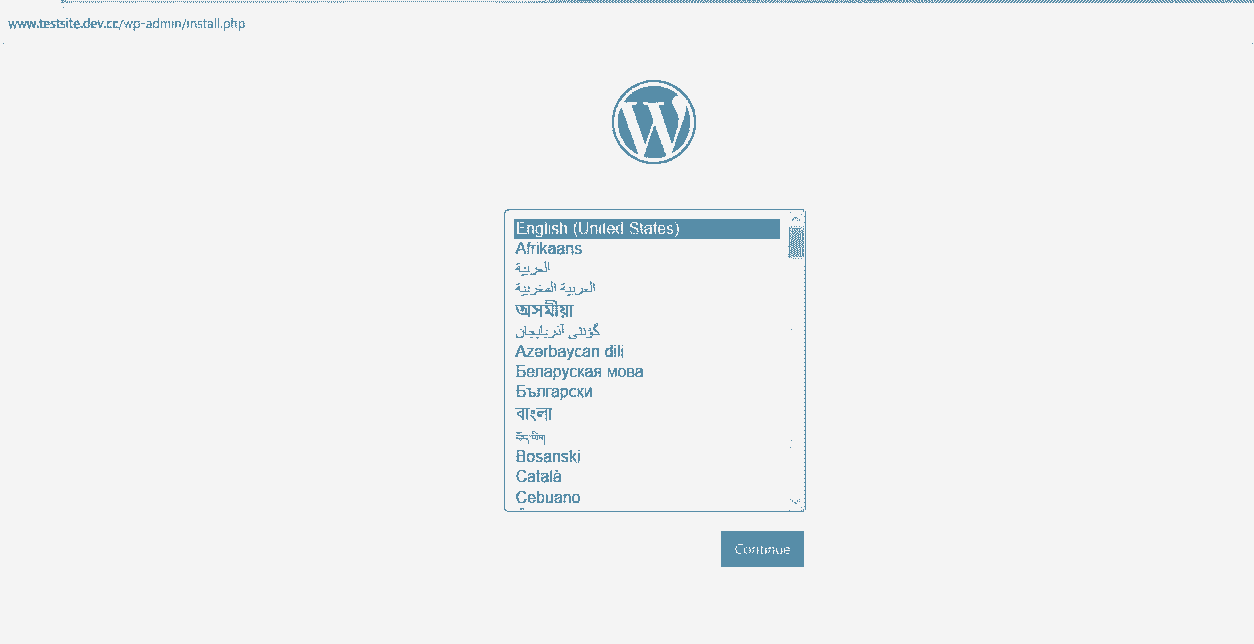 www.testsite.dev.cc/wp-admin/install.php
English (United States)
Afrikaans
العربية
العربية المغربية
অসমীয়া
گؤنئی آذربایجان
Azərbaycan dili
Беларуская мова
Български
বাংলা
བོད་ཡིག
Bosanski
Català
Cebuano
Continue